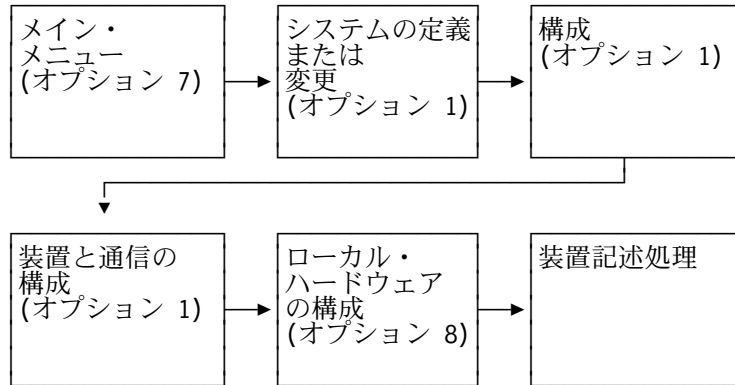 メイン・
メニュー
(オプション 7)
システムの定義
または
変更
(オプション 1)
構成
(オプション 1)
装置と通信の
構成
(オプション 1)
ローカル・
ハードウェア
の構成
(オプション 8)
装置記述処理